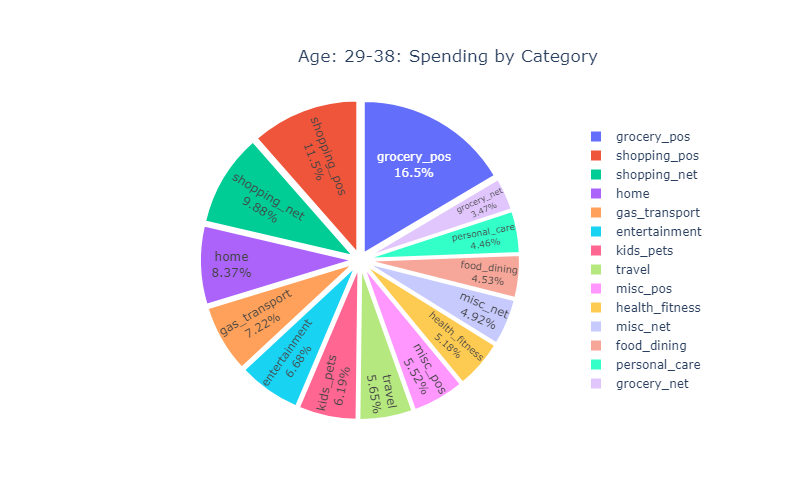 Age: 29-38: Spending by Category
grocery_pos
16.5%
shopping_pos
11.5%
shopping_net
9.88%
home
8.37%
gas_transport
7.22%
entertainment
6.68%
kids_pets
6.19%
travel
5.65%
misc_pos
5.52%
health_fitness
5.18%
misc_net
4.92%
food_dining
4.53%
personal_care
4.46%
grocery_net
3.47%
grocery_pos
shopping_pos
shopping_net
home
gas_transport
entertainment
kids_pets
travel
misc_pos
health_fitness
misc_net
food_dining
personal_care
grocery_net